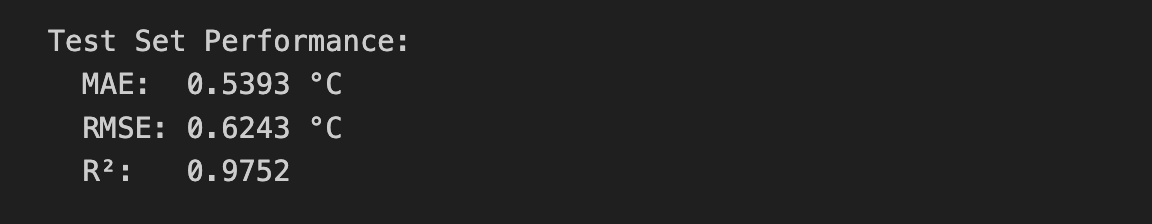 Test Set Performance:
  MAE:  0.5393 °C
  RMSE: 0.6243 °C
  R²:   0.9752